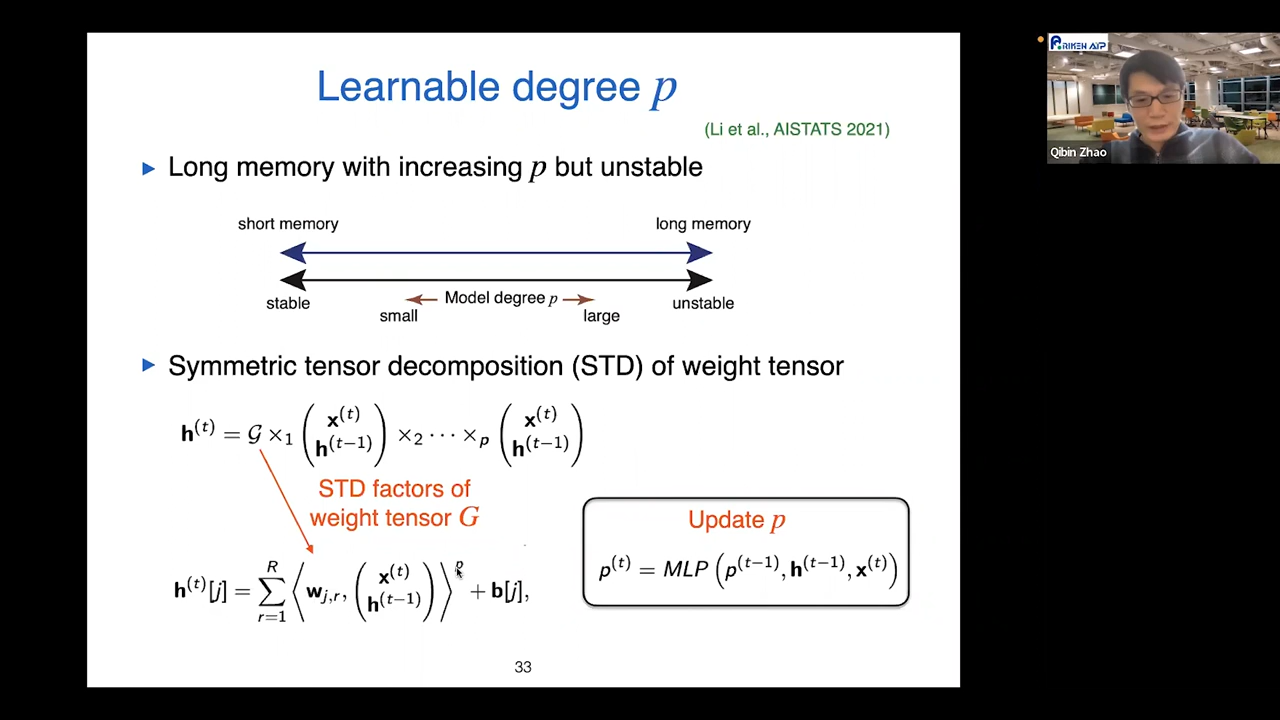 Learnable degree p
(Li et al., AISTATS 2021)
▶ Long memory with increasing p but unstable
short memory
long memory
stable
Model degree p
unstable
small
large
▶ Symmetric tensor decomposition (STD) of weight tensor
h^(t) = 𝒢 ×₁ (x^(t) h^(t−1)) ×₂ ⋯ ×ₚ (x^(t) h^(t−1))
STD factors of
weight tensor G
Update p
p^(t) = MLP (p^(t−1), h^(t−1), x^(t))
h^(t)[j] = ∑_{r=1}^{R} ⟨w_{j,r}, (x^(t) h^(t−1))⟩^p + b[j],
33
RIKEN AIP
Qibin Zhao